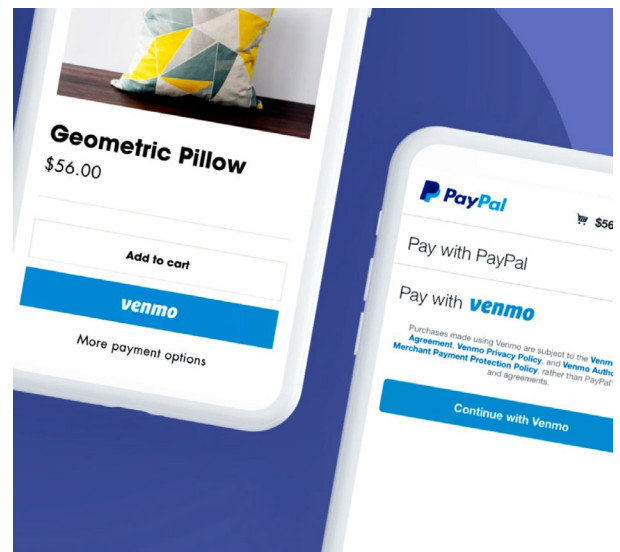 Geometric Pillow
$56.00
Add to cart
venmo
More payment options
PayPal
$56
Pay with PayPal
Pay with venmo
Purchases made using Venmo are subject to the
Agreement, Venmo Privacy Policy, and Venmo
Merchant Payment Protection Policy, rather than PayPal
and agreements.
Continue with Venmo